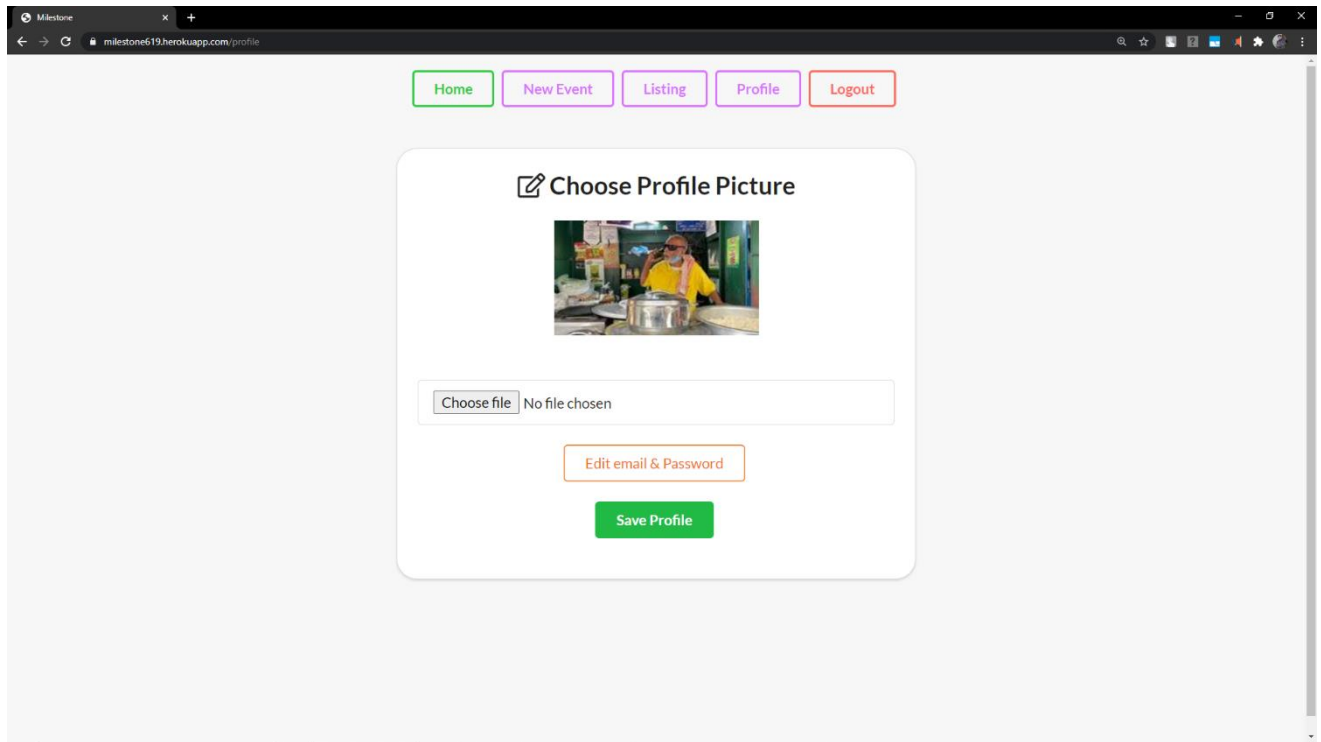 Milestone
milestone619.herokuapp.com/profile
Home New Event Listing Profile Logout
Choose Profile Picture
Choose file No file chosen
Edit email & Password
Save Profile